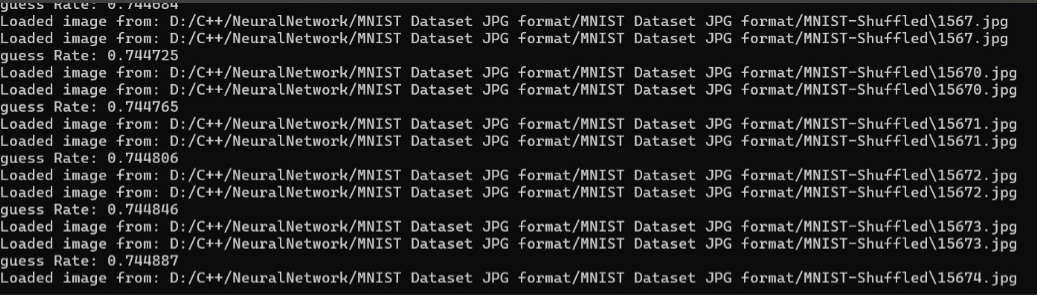 guess Rate: 0.744684
Loaded image from: D:/C++/NeuralNetwork/MNIST Dataset JPG format/MNIST Dataset JPG format/MNIST-Shuffled\1567.jpg
Loaded image from: D:/C++/NeuralNetwork/MNIST Dataset JPG format/MNIST Dataset JPG format/MNIST-Shuffled\1567.jpg
guess Rate: 0.744725
Loaded image from: D:/C++/NeuralNetwork/MNIST Dataset JPG format/MNIST Dataset JPG format/MNIST-Shuffled\15670.jpg
Loaded image from: D:/C++/NeuralNetwork/MNIST Dataset JPG format/MNIST Dataset JPG format/MNIST-Shuffled\15670.jpg
guess Rate: 0.744765
Loaded image from: D:/C++/NeuralNetwork/MNIST Dataset JPG format/MNIST Dataset JPG format/MNIST-Shuffled\15671.jpg
Loaded image from: D:/C++/NeuralNetwork/MNIST Dataset JPG format/MNIST Dataset JPG format/MNIST-Shuffled\15671.jpg
guess Rate: 0.744806
Loaded image from: D:/C++/NeuralNetwork/MNIST Dataset JPG format/MNIST Dataset JPG format/MNIST-Shuffled\15672.jpg
Loaded image from: D:/C++/NeuralNetwork/MNIST Dataset JPG format/MNIST Dataset JPG format/MNIST-Shuffled\15672.jpg
guess Rate: 0.744846
Loaded image from: D:/C++/NeuralNetwork/MNIST Dataset JPG format/MNIST Dataset JPG format/MNIST-Shuffled\15673.jpg
Loaded image from: D:/C++/NeuralNetwork/MNIST Dataset JPG format/MNIST Dataset JPG format/MNIST-Shuffled\15673.jpg
guess Rate: 0.744887
Loaded image from: D:/C++/NeuralNetwork/MNIST Dataset JPG format/MNIST Dataset JPG format/MNIST-Shuffled\15674.jpg